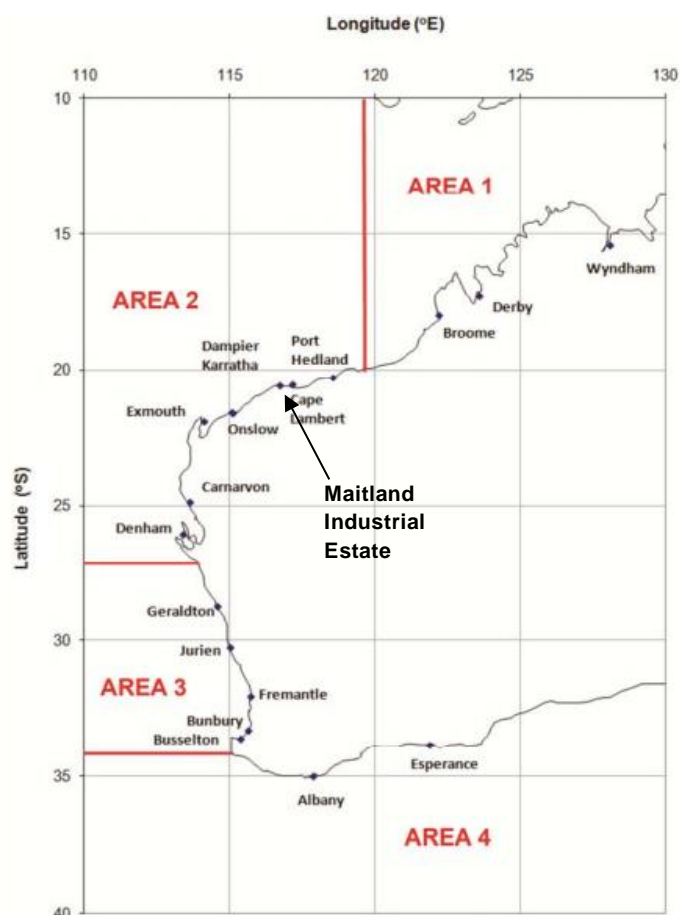 Longitude (°E)
110 115 120 125 130
10
AREA 1
15
Wyndham
AREA 2
Derby
Broome
Dampier
Karratha
Port
Hedland
20
Exmouth
Cape
Lambert
Onslow
Maitland
Industrial
Estate
Carnarvon
25
Latitude (°S)
Denham
Geraldton
30
Jurien
AREA 3
Fremantle
Bunbury
Busselton
Esperance
35
Albany
AREA 4
40